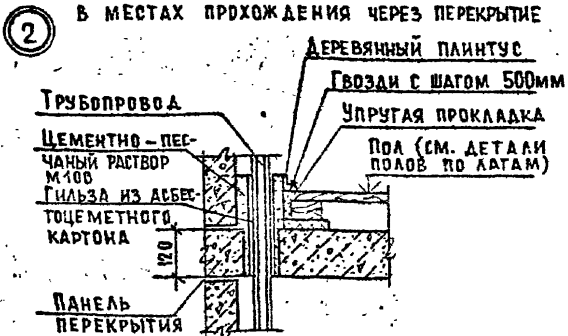 2
В МЕСТАХ ПРОХОЖДЕНИЯ ЧЕРЕЗ ПЕРЕКРЫТИЕ
ДЕРЕВЯННЫЙ ПЛИНТУС
ГВОЗДИ С ШАГОМ 500мм
УПРУГАЯ ПРОКЛАДКА
ПОЛ (СМ. ДЕТАЛИ
ПОЛОВ ПО ЛАГАМ)
ТРУБОПРОВОД
ЦЕМЕНТНО-ПЕС-
ЧАНЫЙ РАСТВОР
М100
ГИЛЬЗА ИЗ АСБЕС-
ТОЦЕМЕТНОГО
КАРТОНА
120
ПАНЕЛЬ
ПЕРЕКРЫТИЯ